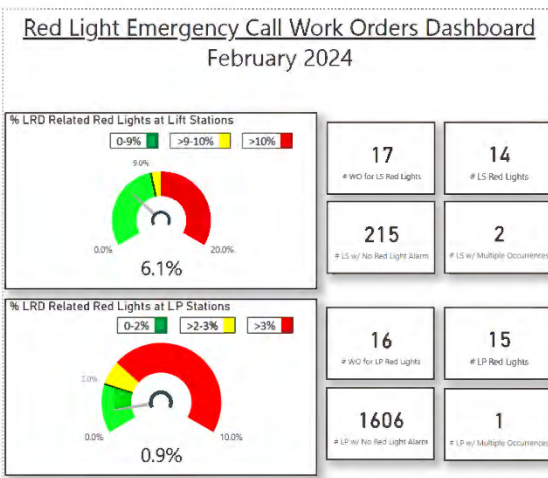 Red Light Emergency Call Work Orders Dashboard
February 2024
% LRD Related Red Lights at Lift Stations
0-9% >9-10% >10%
9.0%
0.0% 20.0%
6.1%
17
# WO for LS Red Lights
14
# LS Red Lights
215
# LS w/ No Red Light Alarm
2
# LS w/ Multiple Occurrences
% LRD Related Red Lights at LP Stations
0-2% >2-3% >3%
2.0%
0.0% 10.0%
0.9%
16
# WO for LP Red Lights
15
# LP Red Lights
1606
# LP w/ No Red Light Alarm
1
# LP w/ Multiple Occurrences